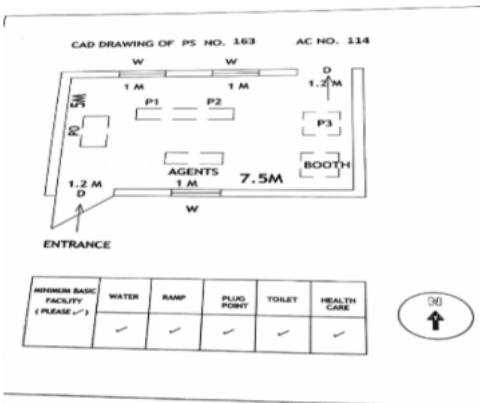 CAD DRAWING OF PS NO. 163 AC NO. 114
W W D
1 M 1 M 1.2 M
5M
P1 P2
PO
P3
AGENTS
BOOTH
1.2 M 1 M 7.5M
D
W
ENTRANCE
MINIMUM BASIC FACILITY ( PLEASE ✓ ) WATER RAMP PLUG POINT TOILET HEALTH CARE
✓ ✓ ✓ ✓ ✓
N